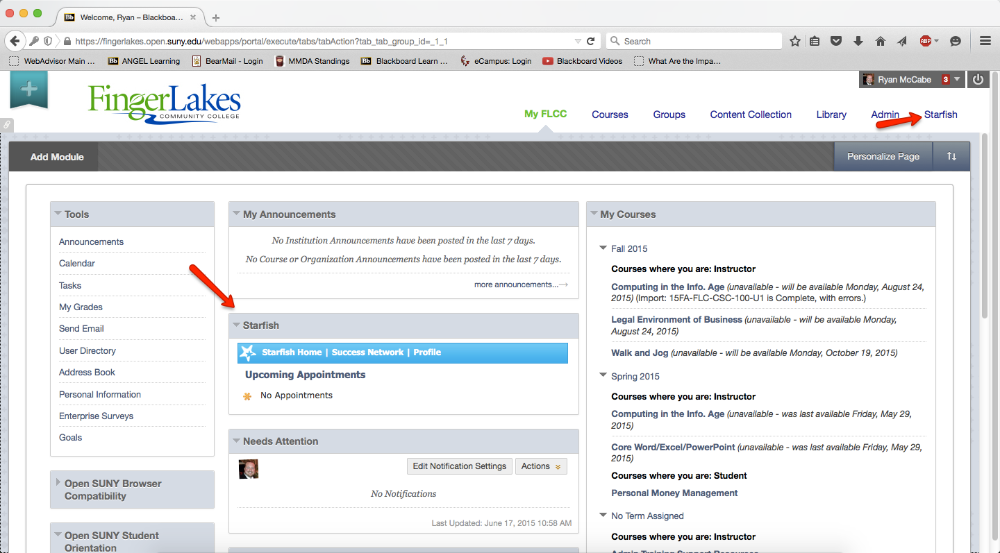 Bb Welcome, Ryan – Blackboa...
https://fingerlakes.open.suny.edu/webapps/portal/execute/tabs/tabAction?tab_tab_group_id=_1_1
Search
ABP
WebAdvisor Main ...
Bb ANGEL Learning
BearMail - Login
MMDA Standings
Bb Blackboard Learn ...
eCampus: Login
Blackboard Videos
What Are the Impa...
Ryan McCabe 3
FingerLakes
COMMUNITY COLLEGE
My FLCC
Courses
Groups
Content Collection
Library
Admin
Starfish
Add Module
Personalize Page
Tools
Announcements
Calendar
Tasks
My Grades
Send Email
User Directory
Address Book
Personal Information
Enterprise Surveys
Goals
Open SUNY Browser
Compatibility
Open SUNY Student
Orientation
My Announcements
No Institution Announcements have been posted in the last 7 days.
No Course or Organization Announcements have been posted in the last 7 days.
more announcements...→
Starfish
Starfish Home | Success Network | Profile
Upcoming Appointments
No Appointments
Needs Attention
Edit Notification Settings
Actions
No Notifications
Last Updated: June 17, 2015 10:58 AM
My Courses
Fall 2015
Courses where you are: Instructor
Computing in the Info. Age (unavailable - will be available Monday, August 24,
2015) (Import: 15FA-FLC-CSC-100-U1 is Complete, with errors.)
Legal Environment of Business (unavailable - will be available Monday,
August 24, 2015)
Walk and Jog (unavailable - will be available Monday, October 19, 2015)
Spring 2015
Courses where you are: Instructor
Computing in the Info. Age (unavailable - was last available Friday, May 29,
2015)
Core Word/Excel/PowerPoint (unavailable - was last available Friday, May 29,
2015)
Courses where you are: Student
Personal Money Management
No Term Assigned
Courses where you are: Instructor
Admin Training Support Resources